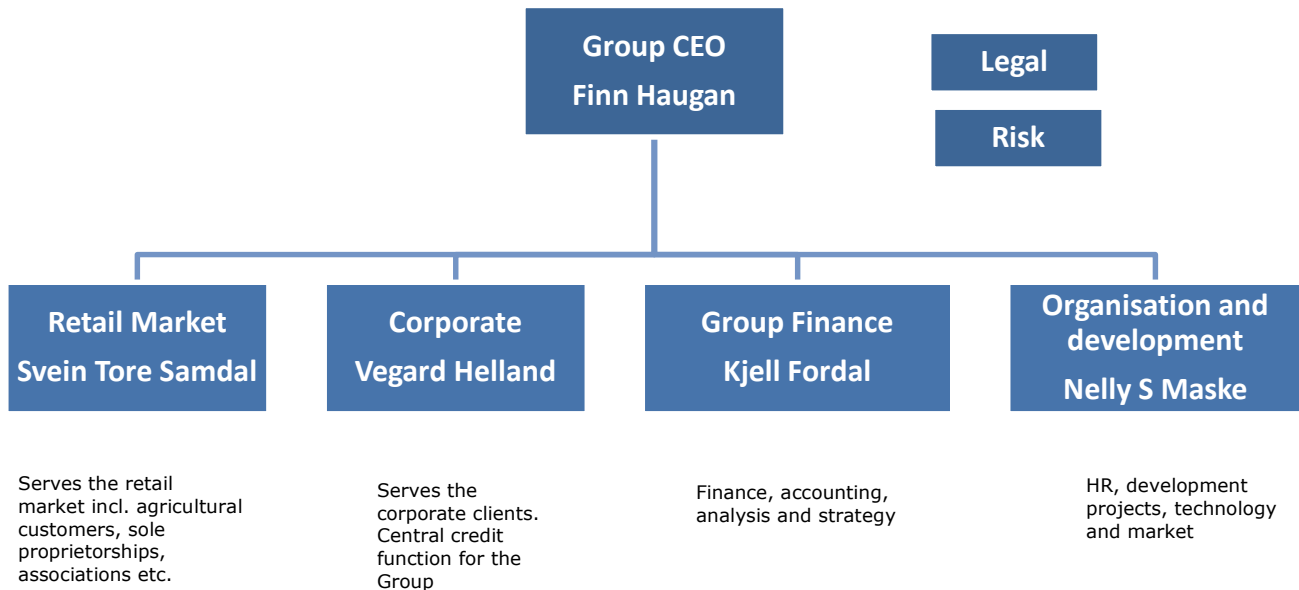 Group CEO
Finn Haugan
Legal
Risk
Retail Market
Svein Tore Samdal
Corporate
Vegard Helland
Group Finance
Kjell Fordal
Organisation and
development
Nelly S Maske
Serves the retail
market incl. agricultural
customers, sole
proprietorships,
associations etc.
Serves the
corporate clients.
Central credit
function for the
Group
Finance, accounting,
analysis and strategy
HR, development
projects, technology
and market